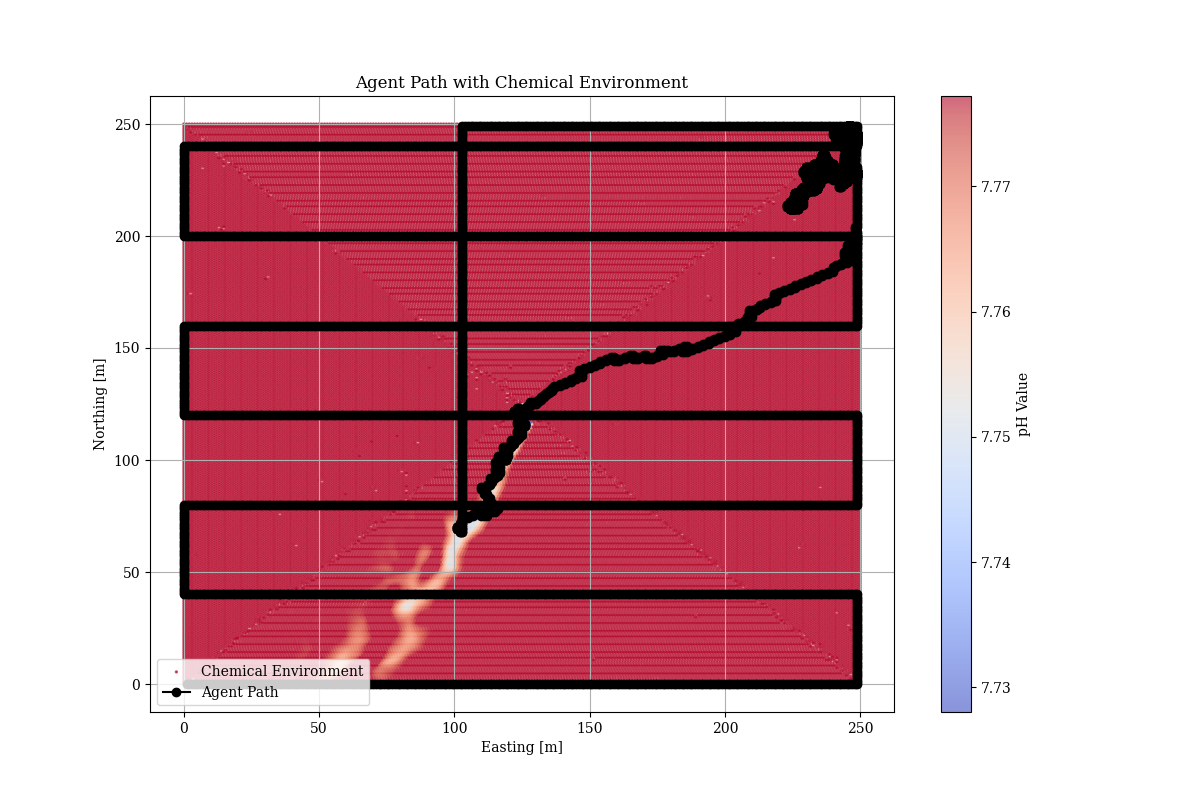 Agent Path with Chemical Environment
250
200
150
100
50
0
Northing [m]
0
50
100
150
200
250
Easting [m]
Chemical Environment
Agent Path
7.77
7.76
7.75
7.74
7.73
pH Value